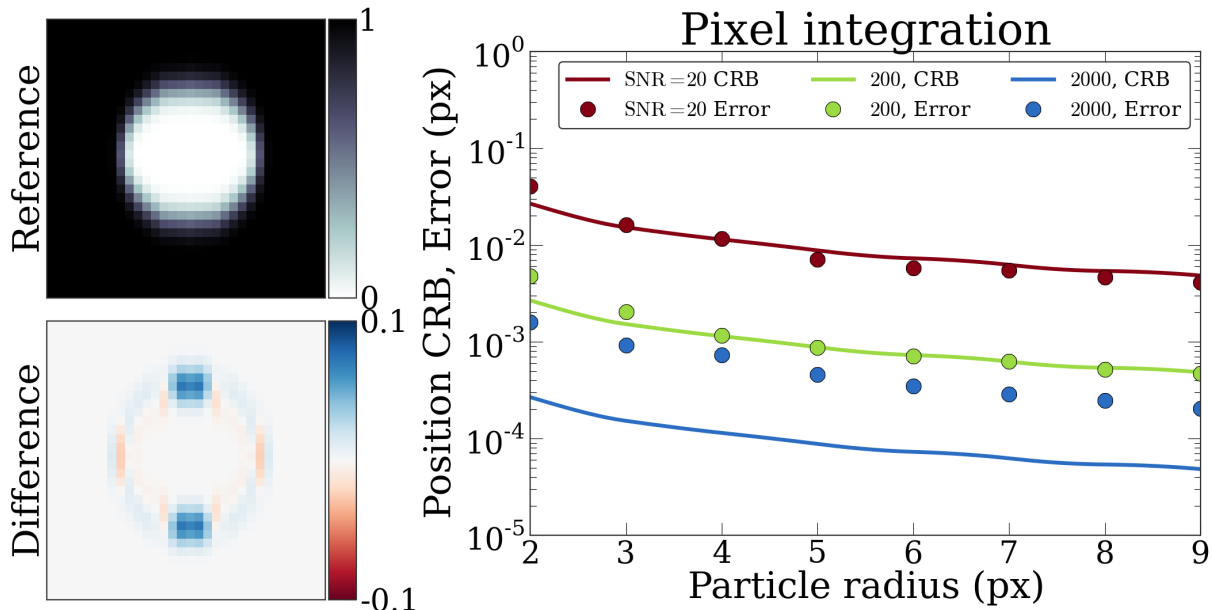 Reference
1
0
Difference
0.1
-0.1
Pixel integration
Position CRB, Error (px)
10^0
10^-1
10^-2
10^-3
10^-4
10^-5
SNR=20 CRB
200, CRB
2000, CRB
SNR=20 Error
200, Error
2000, Error
2 3 4 5 6 7 8 9
Particle radius (px)